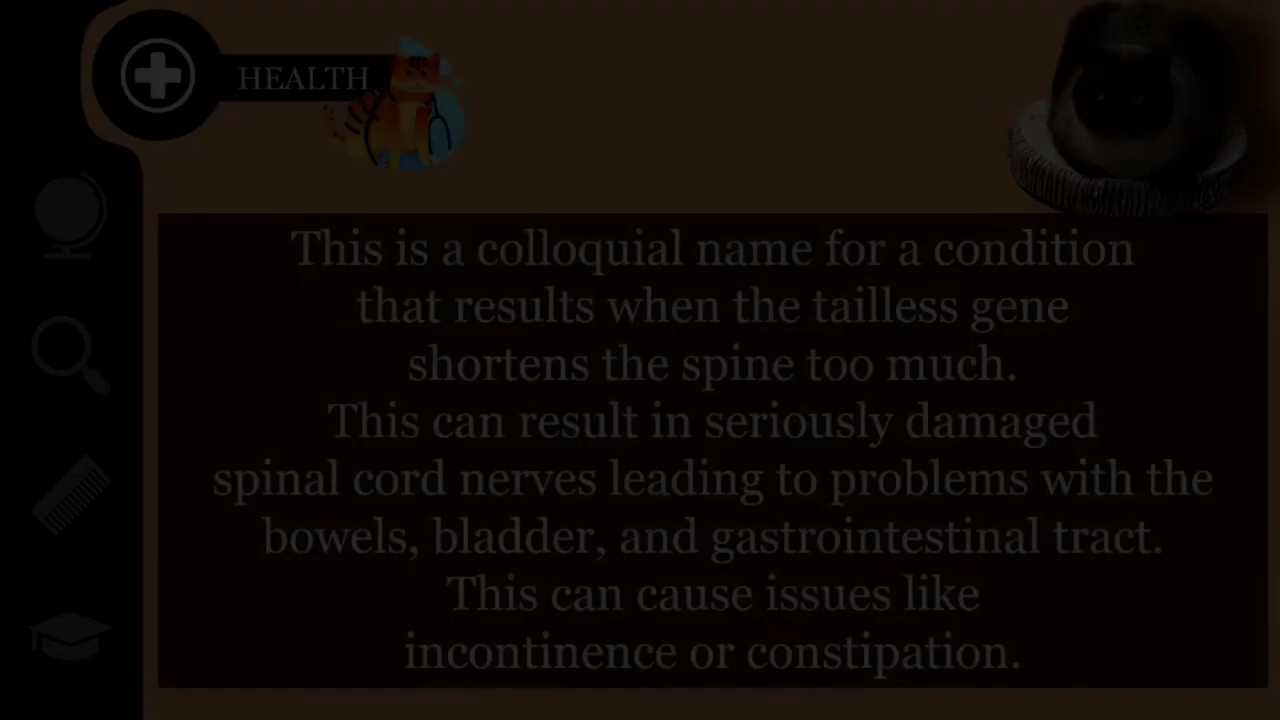 HEALTH
This is a colloquial name for a condition
that results when the tailless gene
shortens the spine too much.
This can result in seriously damaged
spinal cord nerves leading to problems with the
bowels, bladder, and gastrointestinal tract.
This can cause issues like
incontinence or constipation.